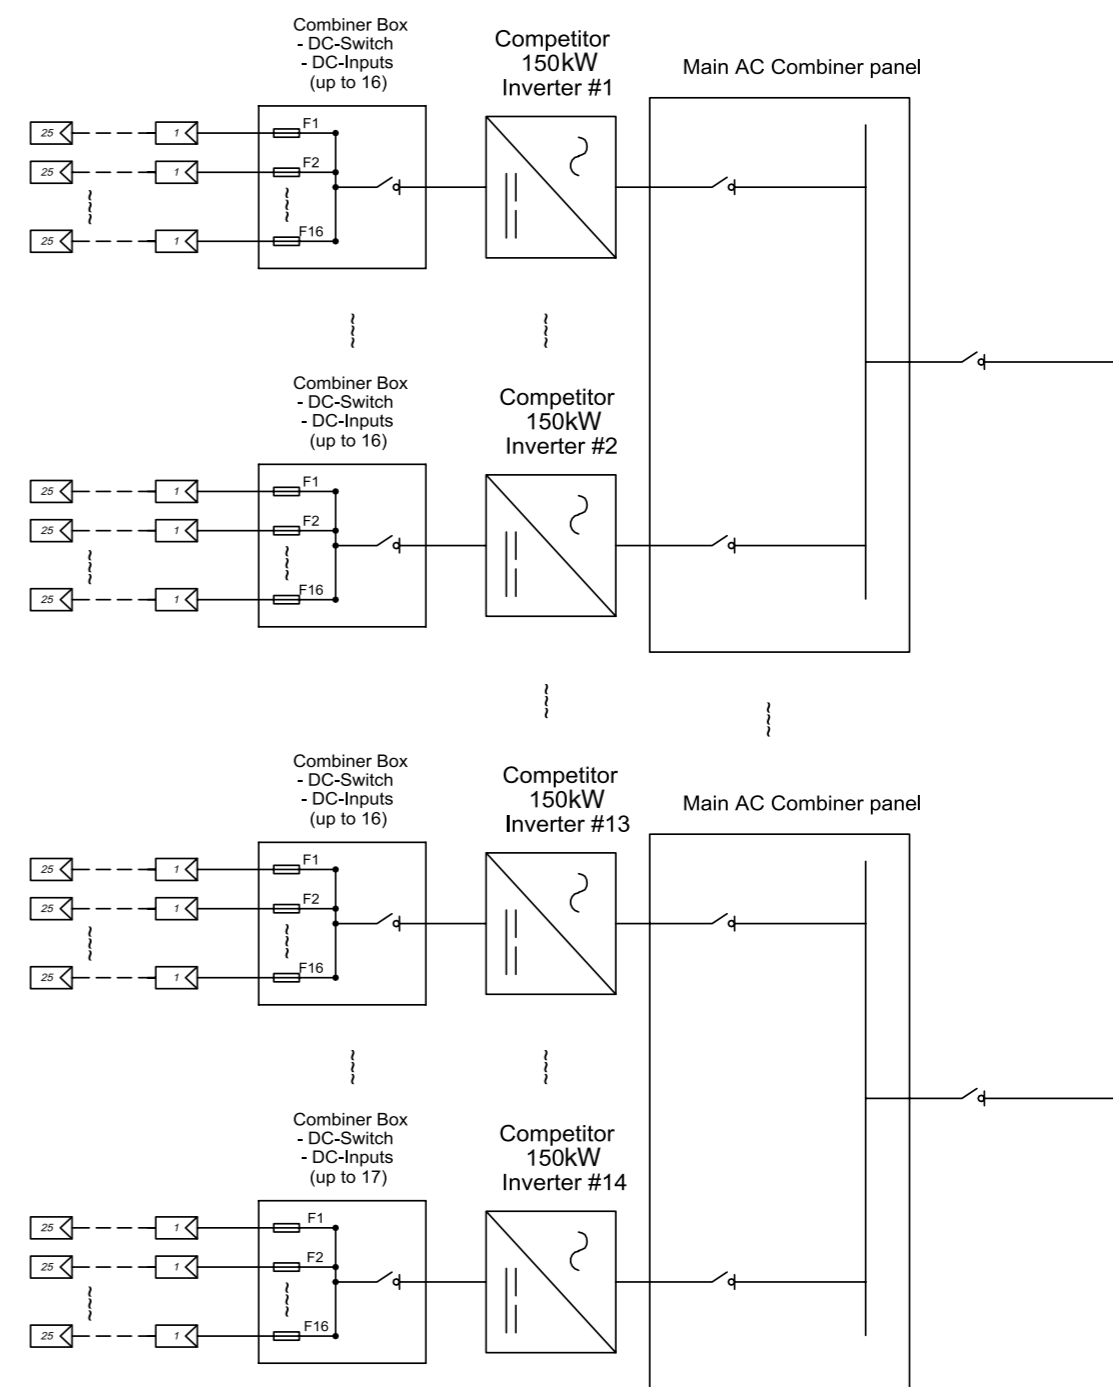 Combiner Box
- DC-Switch
- DC-Inputs
(up to 16)
Competitor
150kW
Inverter #1
Main AC Combiner panel
25 1 F1
25 1 F2
25 1 F16
Combiner Box
- DC-Switch
- DC-Inputs
(up to 16)
Competitor
150kW
Inverter #2
25 1 F1
25 1 F2
25 1 F16
Combiner Box
- DC-Switch
- DC-Inputs
(up to 16)
Competitor
150kW
Inverter #13
Main AC Combiner panel
25 1 F1
25 1 F2
25 1 F16
Combiner Box
- DC-Switch
- DC-Inputs
(up to 17)
Competitor
150kW
Inverter #14
25 1 F1
25 1 F2
25 1 F16